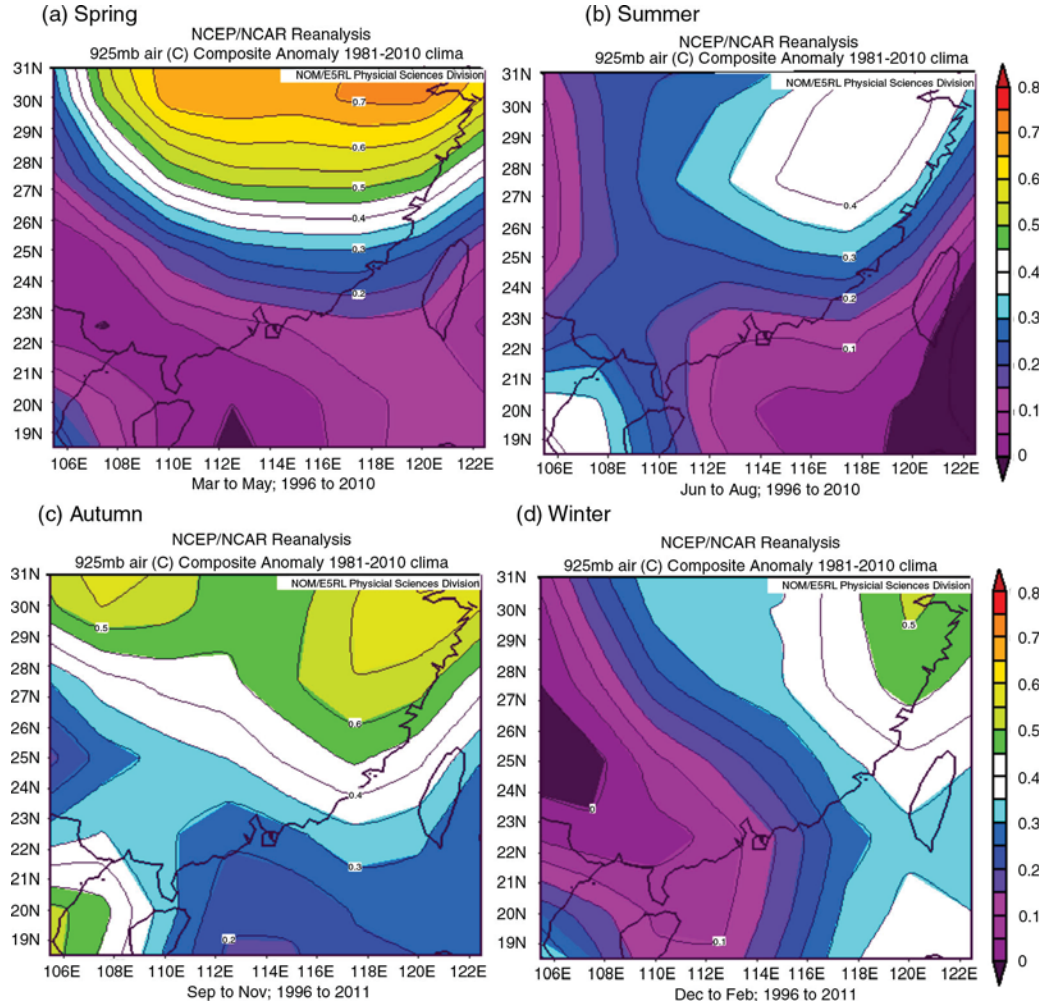 (a) Spring
NCEP/NCAR Reanalysis
925mb air (C) Composite Anomaly 1981-2010 clima
NOM/E5RL Physicial Sciences Division
31N
30N
29N
28N
27N
26N
25N
24N
23N
22N
21N
20N
19N
0.7
0.6
0.5
0.4
0.3
0.2
106E 108E 110E 112E 114E 116E 118E 120E 122E
Mar to May; 1996 to 2010
(b) Summer
NCEP/NCAR Reanalysis
925mb air (C) Composite Anomaly 1981-2010 clima
NOM/E5RL Physicial Sciences Division
31N
30N
29N
28N
27N
26N
25N
24N
23N
22N
21N
20N
19N
0.4
0.3
0.2
0.1
106E 108E 110E 112E 114E 116E 118E 120E 122E
Jun to Aug; 1996 to 2010
0.8
0.7
0.6
0.5
0.4
0.3
0.2
0.1
0
(c) Autumn
NCEP/NCAR Reanalysis
925mb air (C) Composite Anomaly 1981-2010 clima
NOM/E5RL Physicial Sciences Division
31N
30N
29N
28N
27N
26N
25N
24N
23N
22N
21N
20N
19N
0.5
0.6
0.4
0.3
0.2
106E 108E 110E 112E 114E 116E 118E 120E 122E
Sep to Nov; 1996 to 2011
(d) Winter
NCEP/NCAR Reanalysis
925mb air (C) Composite Anomaly 1981-2010 clima
NOM/E5RL Physicial Sciences Division
31N
30N
29N
28N
27N
26N
25N
24N
23N
22N
21N
20N
19N
0.5
0
0.1
106E 108E 110E 112E 114E 116E 118E 120E 122E
Dec to Feb; 1996 to 2011
0.8
0.7
0.6
0.5
0.4
0.3
0.2
0.1
0